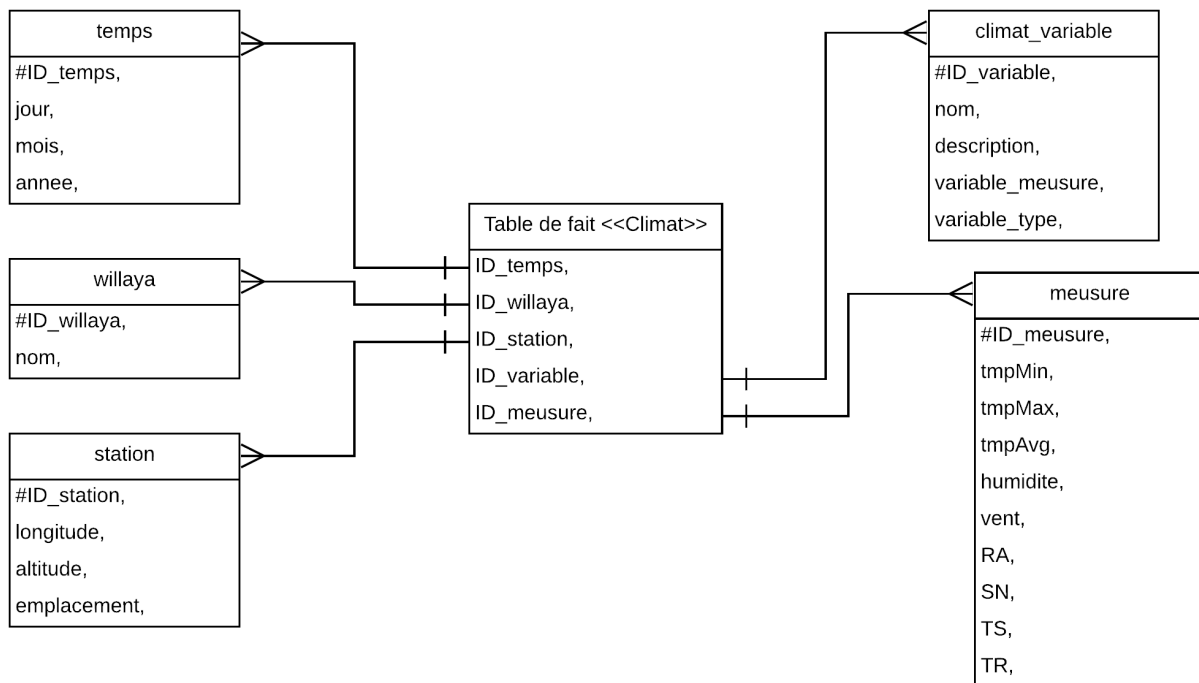 temps
#ID_temps,
jour,
mois,
annee,
willaya
#ID_willaya,
nom,
station
#ID_station,
longitude,
altitude,
emplacement,
Table de fait <<Climat>>
ID_temps,
ID_willaya,
ID_station,
ID_variable,
ID_meusure,
climat_variable
#ID_variable,
nom,
description,
variable_meusure,
variable_type,
meusure
#ID_meusure,
tmpMin,
tmpMax,
tmpAvg,
humidite,
vent,
RA,
SN,
TS,
TR,